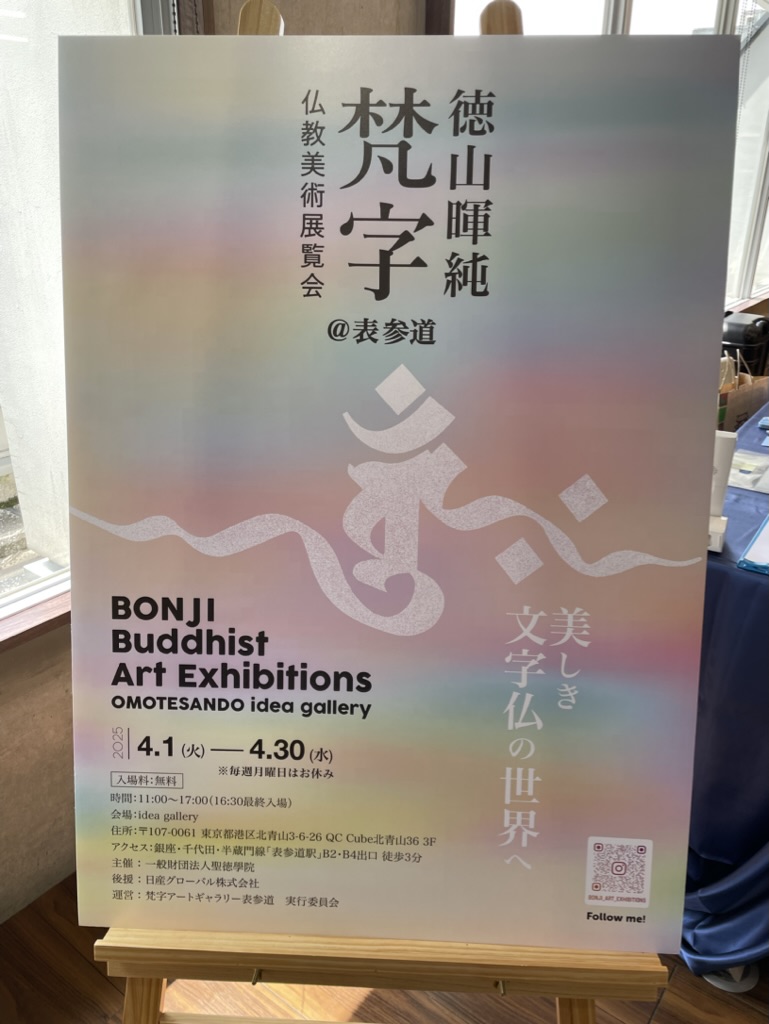 徳山暉純
梵字
仏教美術展覧会
@表参道
BONJI
Buddhist
Art Exhibitions
OMOTESANDO idea gallery
美しき
文字仏の世界へ
2025 4.1(火)—4.30(水)
※毎週月曜日はお休み
入場料:無料
時間:11:00〜17:00(16:30最終入場)
会場:idea gallery
住所:〒107-0061 東京都港区北青山3-6-26 QC Cube北青山36 3F
アクセス:銀座・千代田・半蔵門線「表参道駅」B2・B4出口 徒歩3分
主催:一般財団法人聖徳學院
後援:日産グローバル株式会社
運営:梵字アートギャラリー表参道 実行委員会
BONJI_ART_EXHIBITIONS
Follow me!